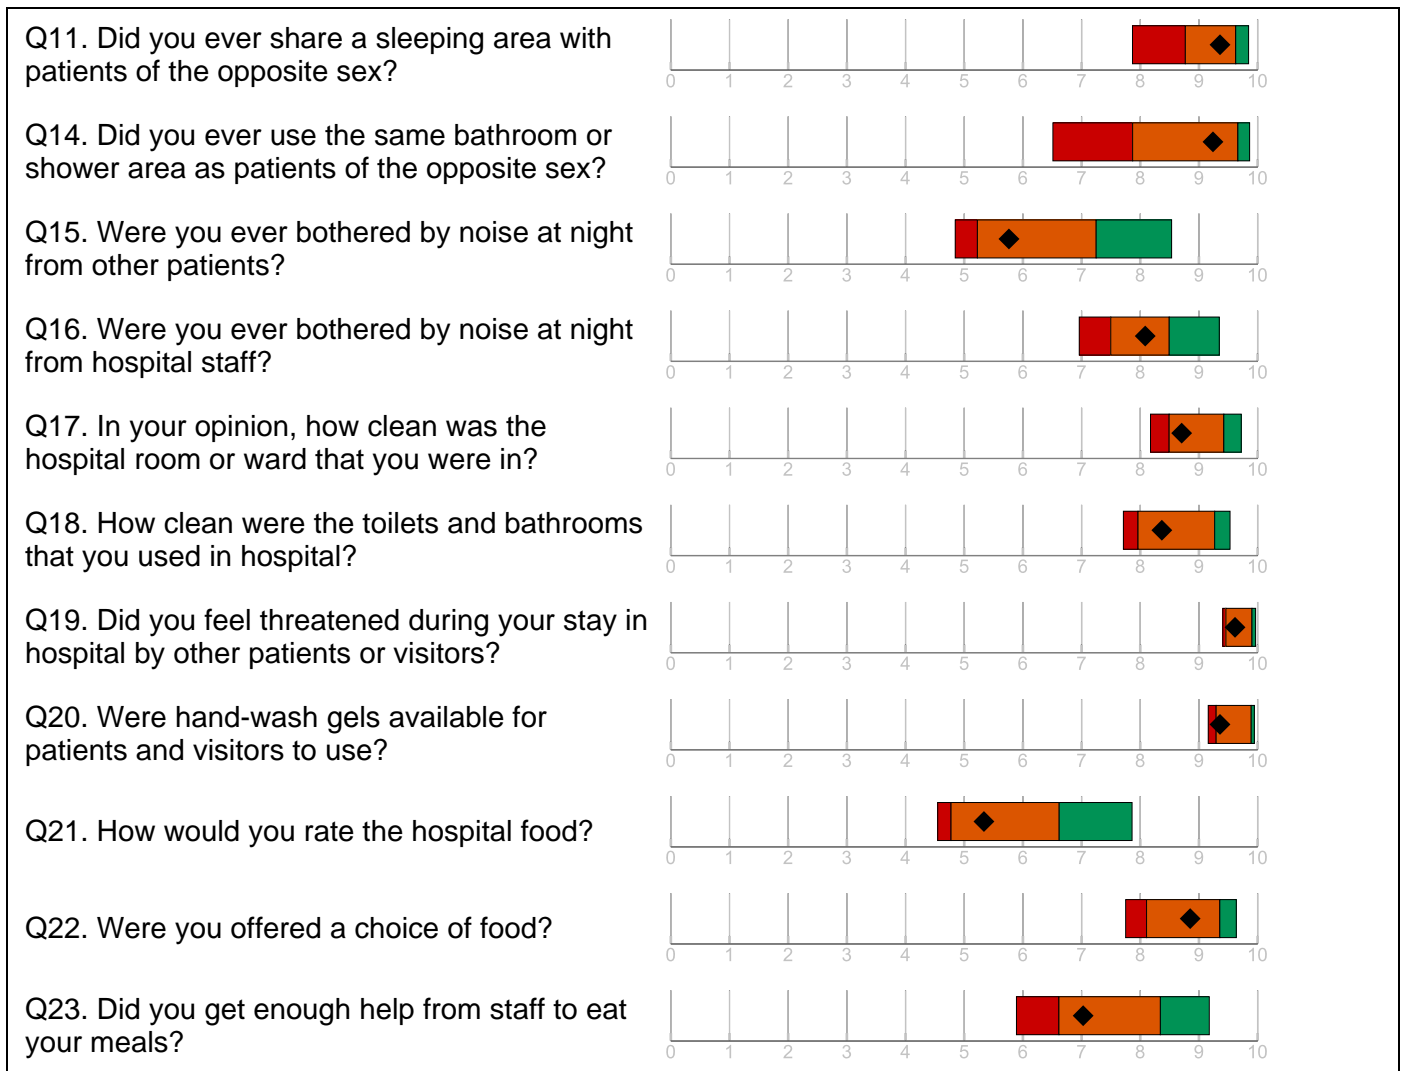 Q11. Did you ever share a sleeping area with
patients of the opposite sex?
0 1 2 3 4 5 6 7 8 9 10
Q14. Did you ever use the same bathroom or
shower area as patients of the opposite sex?
0 1 2 3 4 5 6 7 8 9 10
Q15. Were you ever bothered by noise at night
from other patients?
0 1 2 3 4 5 6 7 8 9 10
Q16. Were you ever bothered by noise at night
from hospital staff?
0 1 2 3 4 5 6 7 8 9 10
Q17. In your opinion, how clean was the
hospital room or ward that you were in?
0 1 2 3 4 5 6 7 8 9 10
Q18. How clean were the toilets and bathrooms
that you used in hospital?
0 1 2 3 4 5 6 7 8 9 10
Q19. Did you feel threatened during your stay in
hospital by other patients or visitors?
0 1 2 3 4 5 6 7 8 9 10
Q20. Were hand-wash gels available for
patients and visitors to use?
0 1 2 3 4 5 6 7 8 9 10
Q21. How would you rate the hospital food?
0 1 2 3 4 5 6 7 8 9 10
Q22. Were you offered a choice of food?
0 1 2 3 4 5 6 7 8 9 10
Q23. Did you get enough help from staff to eat
your meals?
0 1 2 3 4 5 6 7 8 9 10